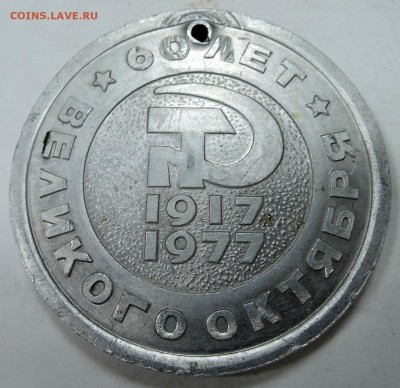 COINS.LAVE.RU
★ 60 ЛЕТ ★
ВЕЛИКОГО ОКТЯБРЯ
1917
1977